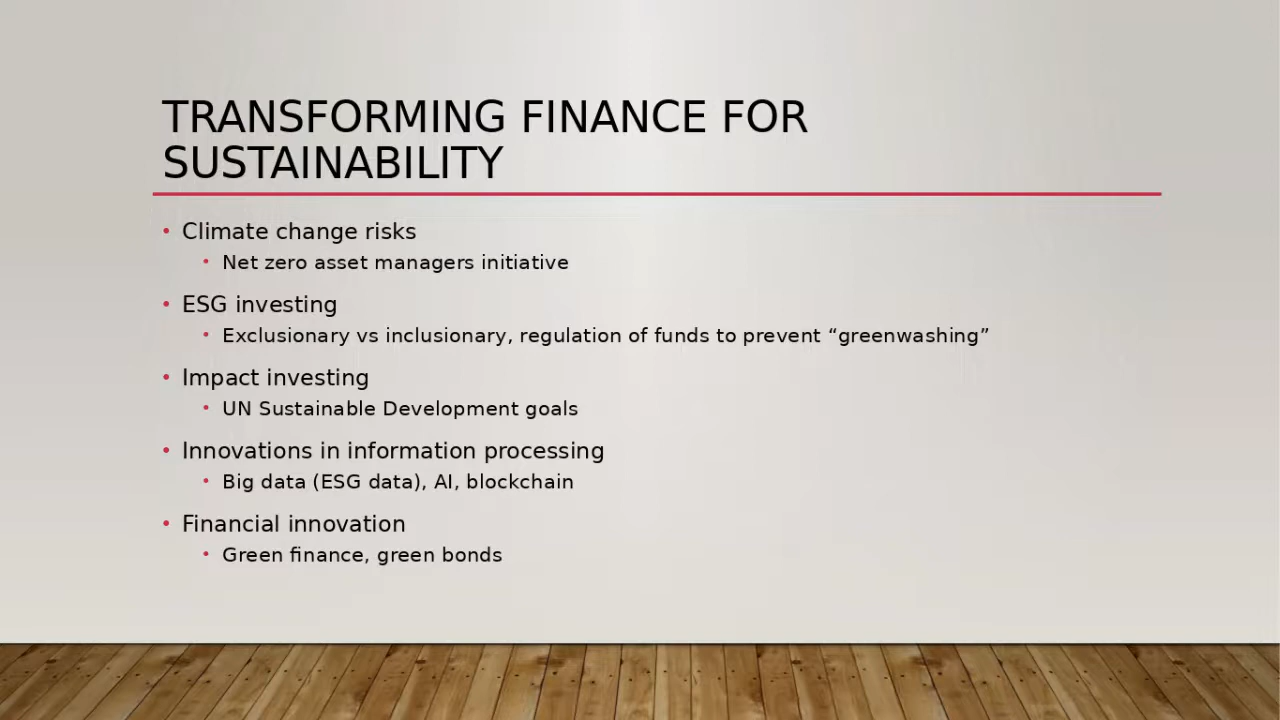 TRANSFORMING FINANCE FOR
SUSTAINABILITY
• Climate change risks
• Net zero asset managers initiative
• ESG investing
• Exclusionary vs inclusionary, regulation of funds to prevent “greenwashing”
• Impact investing
• UN Sustainable Development goals
• Innovations in information processing
• Big data (ESG data), AI, blockchain
• Financial innovation
• Green finance, green bonds